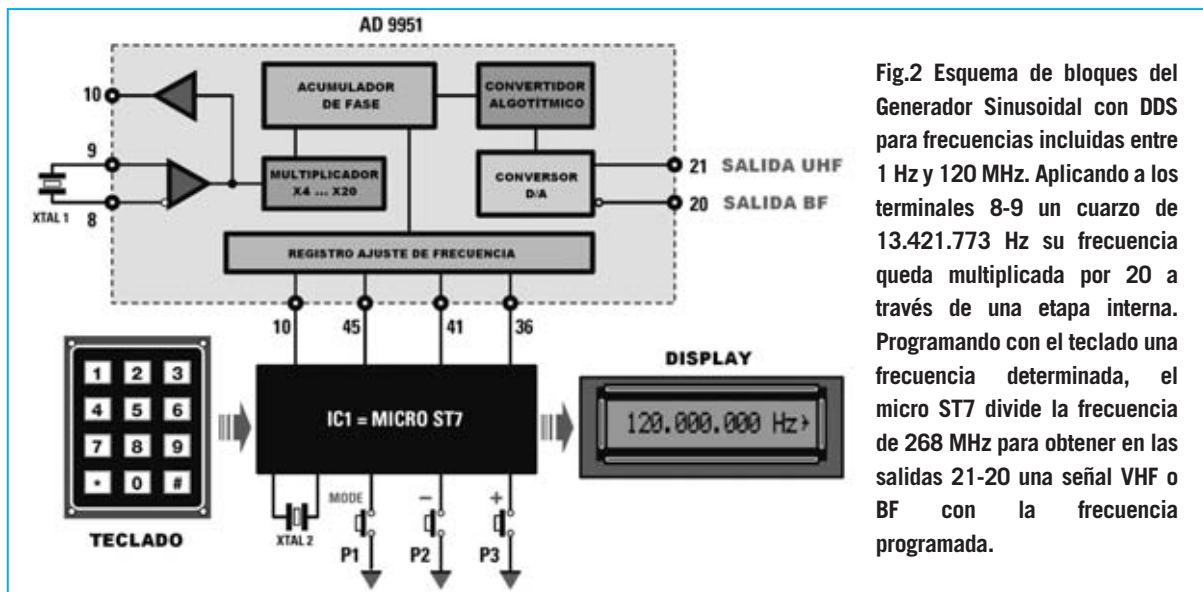 AD 9951
10
9
8
XTAL 1
ACUMULADOR
DE FASE
CONVERTIDOR
ALGOTÍTMICO
MULTIPLICADOR
X4 ... X20
CONVERSOR
D/A
21 SALIDA UHF
20 SALIDA BF
REGISTRO AJUSTE DE FRECUENCIA
10 45 41 36
1 2 3
4 5 6
7 8 9
* 0 #
TECLADO
IC1 = MICRO ST7
XTAL 2
MODE
P1
−
P2
+
P3
DISPLAY
120.000.000 Hz›
Fig.2 Esquema de bloques del
Generador Sinusoidal con DDS
para frecuencias incluidas entre
1 Hz y 120 MHz. Aplicando a los
terminales 8-9 un cuarzo de
13.421.773 Hz su frecuencia
queda multiplicada por 20 a
través de una etapa interna.
Programando con el teclado una
frecuencia determinada, el
micro ST7 divide la frecuencia
de 268 MHz para obtener en las
salidas 21-20 una señal VHF o
BF con la frecuencia
programada.